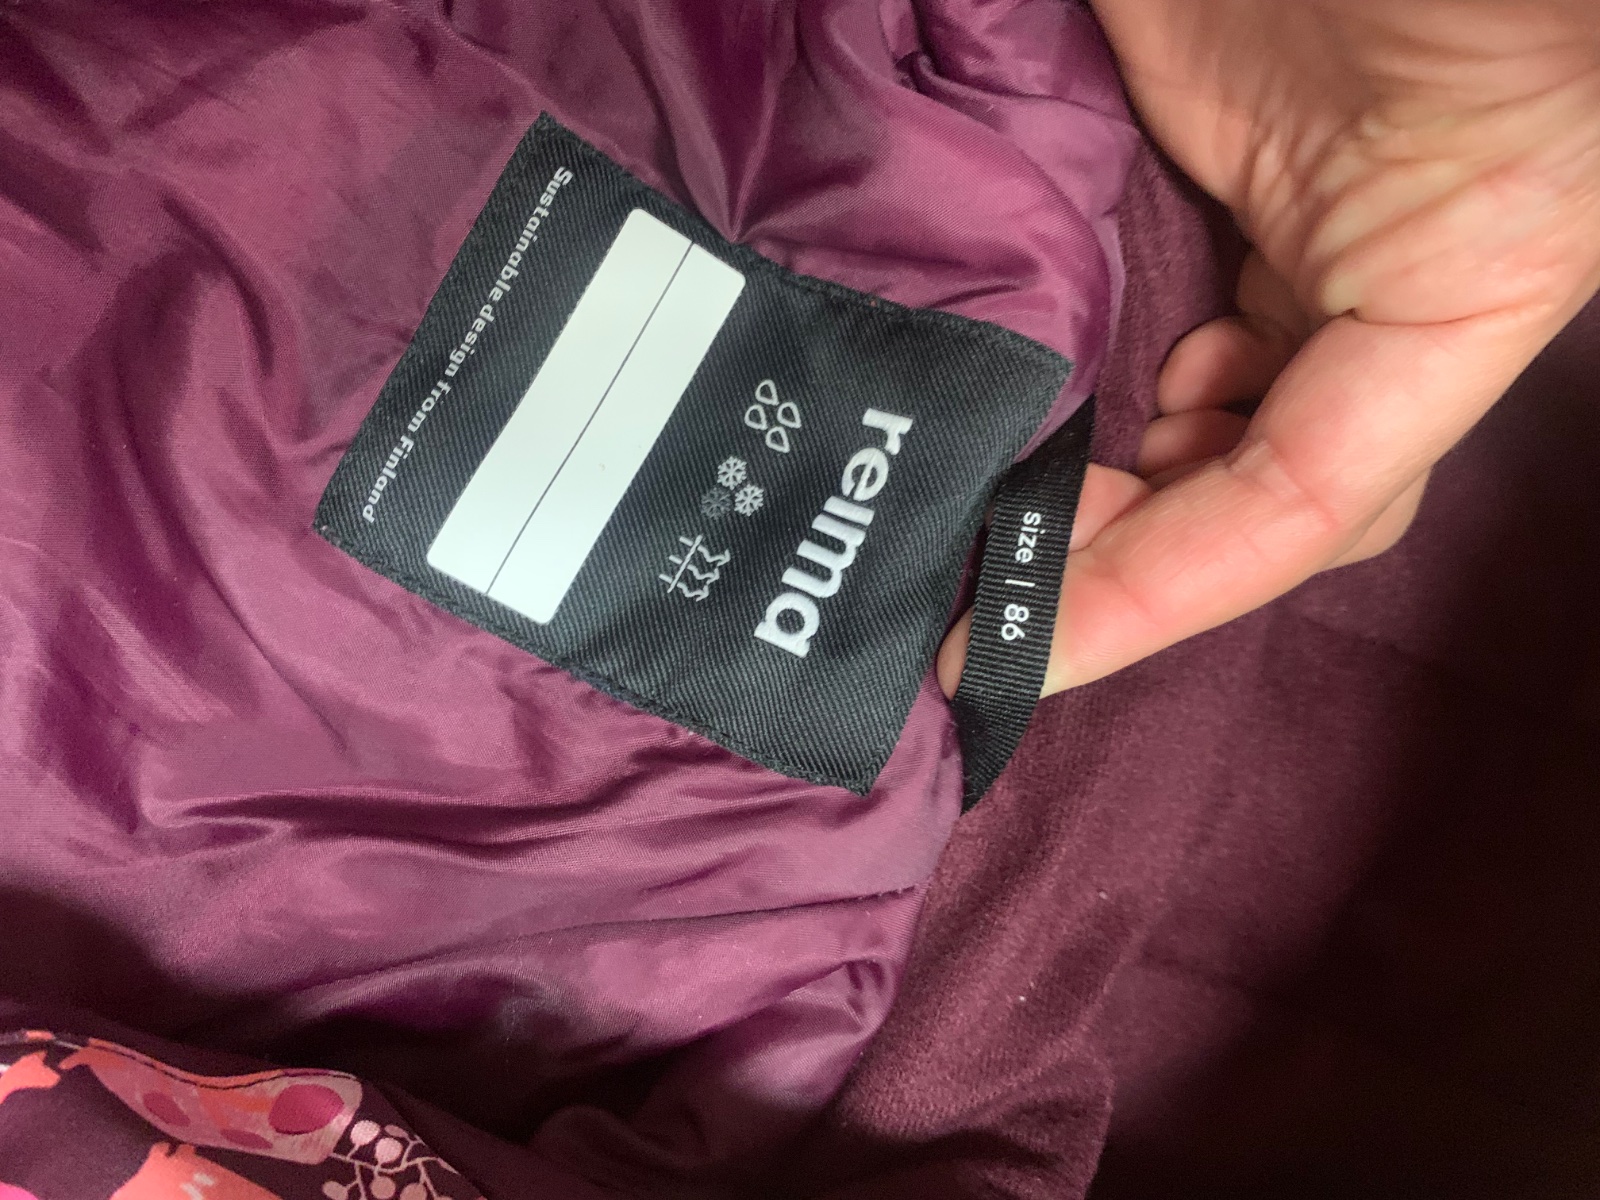 size | 86
reima
Sustainable design from Finland